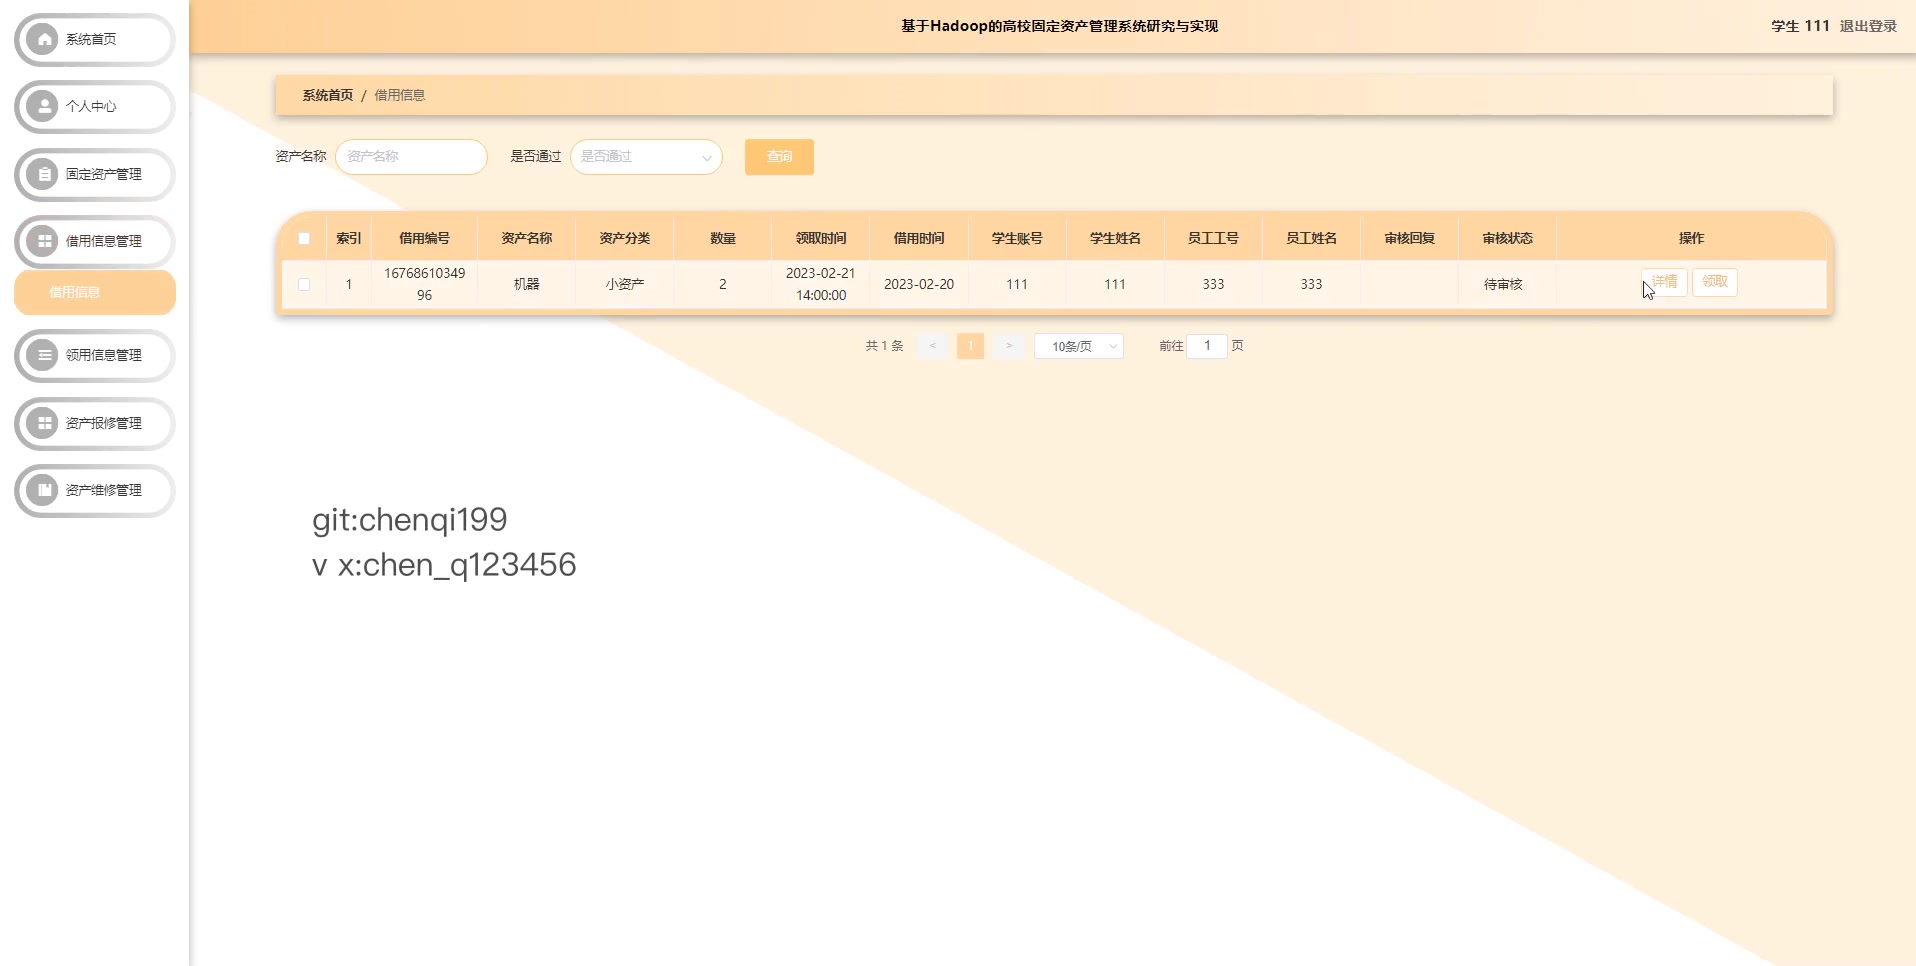 基于Hadoop的高校固定资产管理系统研究与实现
学生 111 退出登录
系统首页
个人中心
固定资产管理
借用信息管理
借用信息
领用信息管理
资产报修管理
资产维修管理
系统首页 / 借用信息
资产名称 资产名称 是否通过 是否通过 查询
索引 借用编号 资产名称 资产分类 数量 领取时间 借用时间 学生账号 学生姓名 员工工号 员工姓名 审核回复 审核状态 操作
1 16768610349 机器 小资产 2 2023-02-21 2023-02-20 111 111 333 333 待审核 详情 领取
96 14:00:00
共 1 条 < 1 > 10条/页 前往 1 页
git:chenqi199
v x:chen_q123456